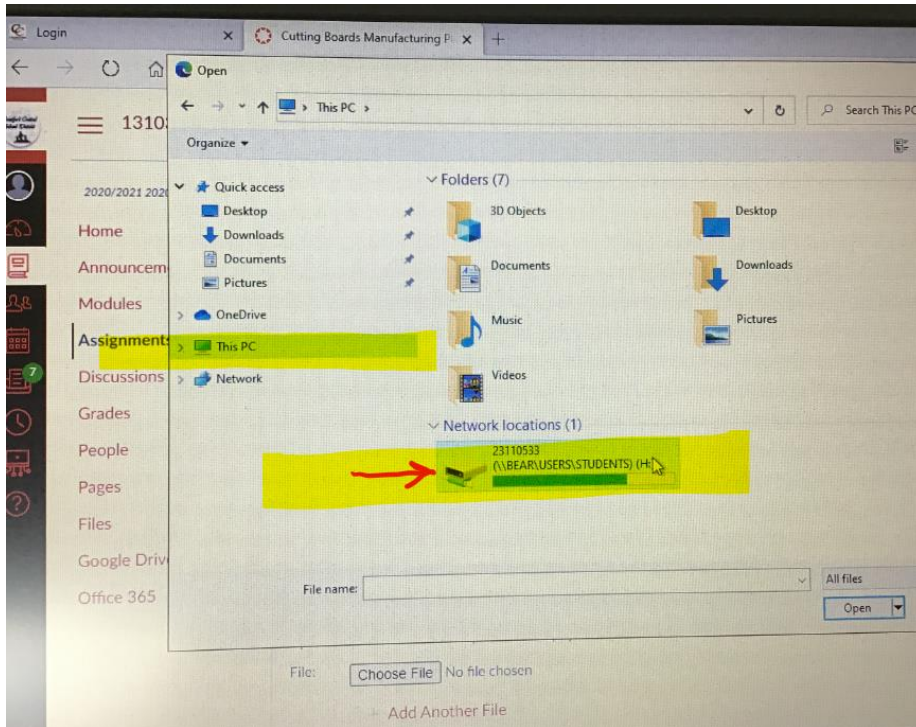 Login
Cutting Boards Manufacturing P
Open
This PC
Search This PC
1310
Organize
2020/2021 202
Home
Announcem
Modules
Assignments
Discussions
Grades
People
Pages
Files
Google Driv
Office 365
7
Quick access
Desktop
Downloads
Documents
Pictures
OneDrive
This PC
Network
Folders (7)
3D Objects
Desktop
Documents
Downloads
Music
Pictures
Videos
Network locations (1)
23110533
(\\BEAR\USERS\STUDENTS) (H:
File name:
All files
Open
File:
Choose File
No file chosen
+ Add Another File